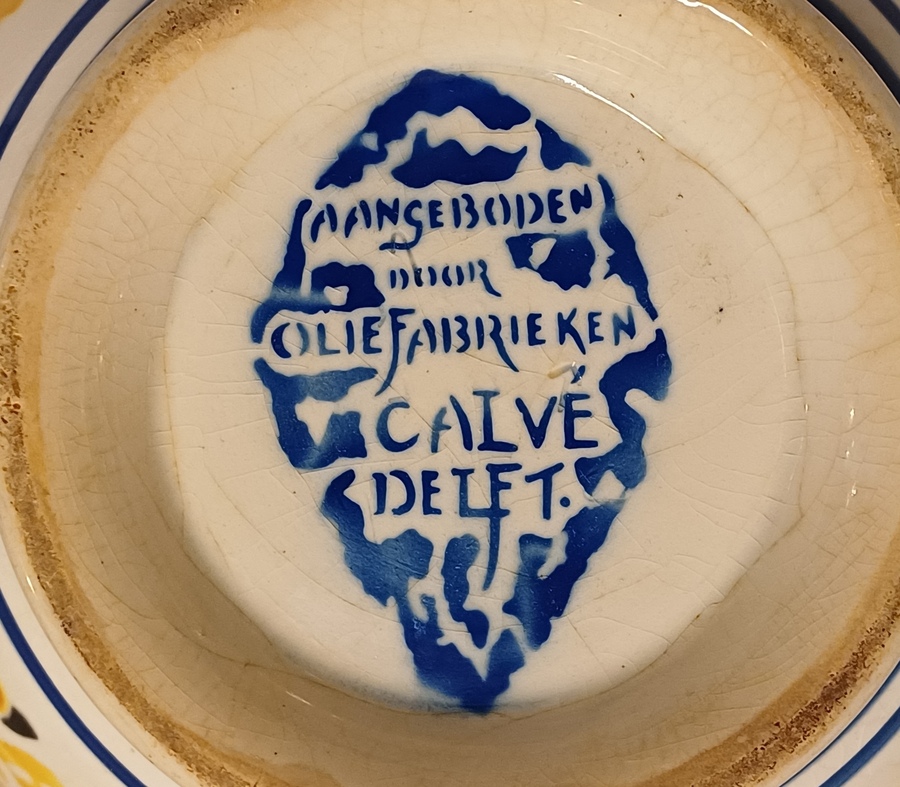 AANGEBODEN
DOOR
OLIEFABRIEKEN
CALVÉ
DELFT.